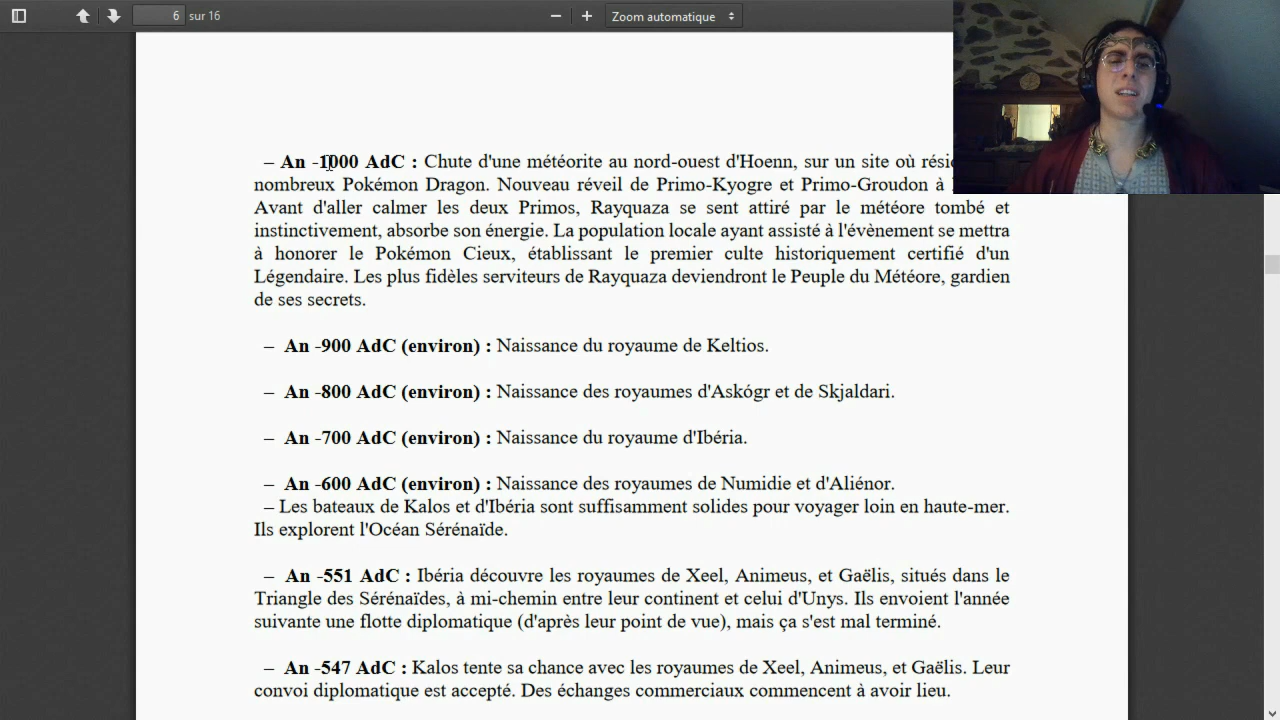 6 sur 16
Zoom automatique
– An -1000 AdC : Chute d'une météorite au nord-ouest d'Hoenn, sur un site où
nombreux Pokémon Dragon. Nouveau réveil de Primo-Kyogre et Primo-Groudon à
Avant d'aller calmer les deux Primos, Rayquaza se sent attiré par le météore tombé et
instinctivement, absorbe son énergie. La population locale ayant assisté à l'évènement se mettra
à honorer le Pokémon Cieux, établissant le premier culte historiquement certifié d'un
Légendaire. Les plus fidèles serviteurs de Rayquaza deviendront le Peuple du Météore, gardien
de ses secrets.
– An -900 AdC (environ) : Naissance du royaume de Keltios.
– An -800 AdC (environ) : Naissance des royaumes d'Askógr et de Skjaldari.
– An -700 AdC (environ) : Naissance du royaume d'Ibéria.
– An -600 AdC (environ) : Naissance des royaumes de Numidie et d'Aliénor.
– Les bateaux de Kalos et d'Ibéria sont suffisamment solides pour voyager loin en haute-mer.
Ils explorent l'Océan Sérénaïde.
– An -551 AdC : Ibéria découvre les royaumes de Xeel, Animeus, et Gaëlis, situés dans le
Triangle des Sérénaïdes, à mi-chemin entre leur continent et celui d'Unys. Ils envoient l'année
suivante une flotte diplomatique (d'après leur point de vue), mais ça s'est mal terminé.
– An -547 AdC : Kalos tente sa chance avec les royaumes de Xeel, Animeus, et Gaëlis. Leur
convoi diplomatique est accepté. Des échanges commerciaux commencent à avoir lieu.